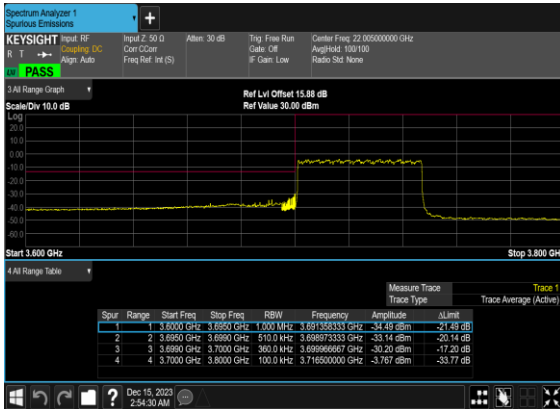 Spectrum Analyzer 1
Spurious Emissions
+
KEYSIGHT Input: RF Input Z: 50 Ω Atten: 30 dB Trig: Free Run Center Freq: 22.005000000 GHz
R T Coupling: DC Corr CCorr Gate: Off Avg|Hold: 100/100
Align: Auto Freq Ref: Int (S) IF Gain: Low Radio Std: None
LXI PASS
3 All Range Graph
Ref Lvl Offset 15.88 dB
Scale/Div 10.0 dB Ref Value 30.00 dBm
Log
20.0
10.0
0.00
-10.0
-20.0
-30.0
-40.0
-50.0
-60.0
Start 3.600 GHz Stop 3.800 GH
4 All Range Table
Measure Trace Trace 1
Trace Type Trace Average (Active)
Spur Range Start Freq Stop Freq RBW Frequency Amplitude ΔLimit
1 1 3.6000 GHz 3.6950 GHz 1.000 MHz 3.691358333 GHz -34.49 dBm -21.49 dB
2 2 3.6950 GHz 3.6990 GHz 510.0 kHz 3.698973333 GHz -33.14 dBm -20.14 dB
3 3 3.6990 GHz 3.7000 GHz 360.0 kHz 3.699966667 GHz -30.20 dBm -17.20 dB
4 4 3.7000 GHz 3.8000 GHz 100.0 kHz 3.716500000 GHz -3.767 dBm -33.77 dB
Dec 15, 2023
2:54:30 AM